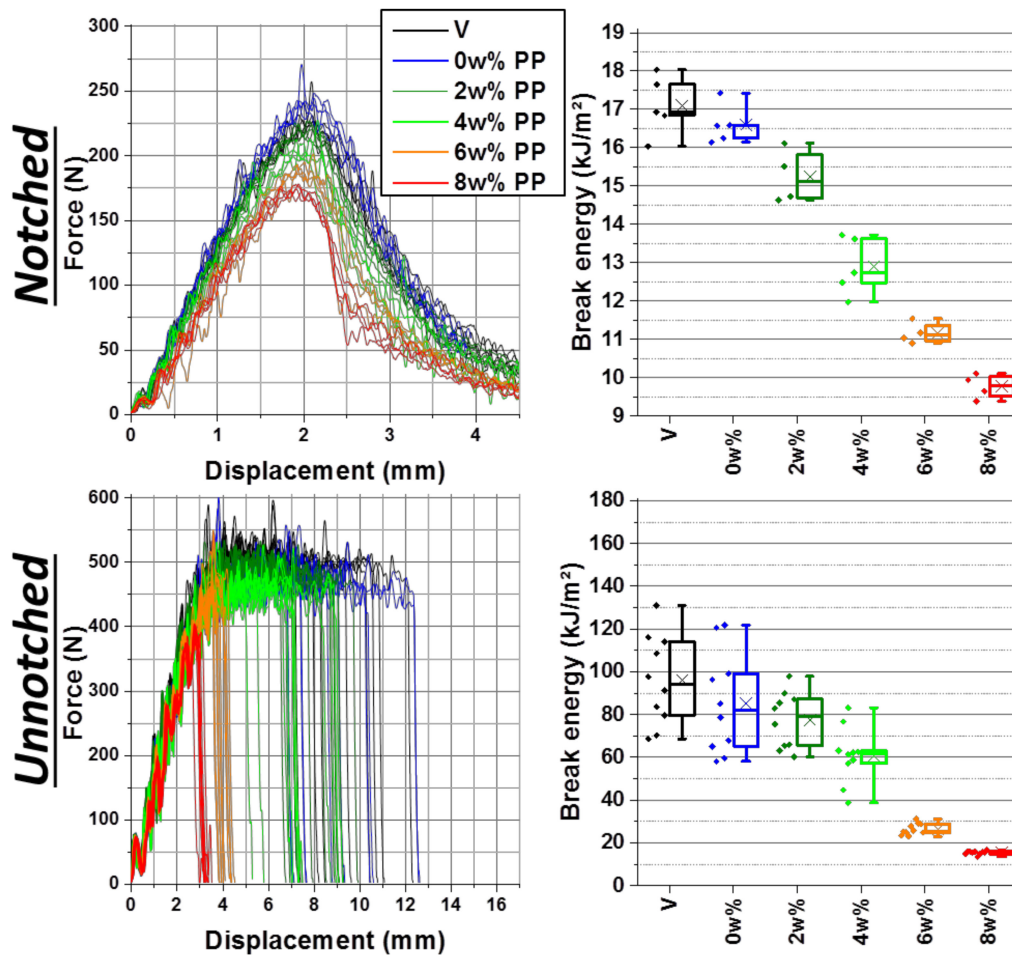 Notched
Force (N)
300
250
200
150
100
50
0
0
1
2
3
4
Displacement (mm)
V
0w% PP
2w% PP
4w% PP
6w% PP
8w% PP
Break energy (kJ/m²)
19
18
17
16
15
14
13
12
11
10
9
V
0w%
2w%
4w%
6w%
8w%
Unnotched
Force (N)
600
500
400
300
200
100
0
0
2
4
6
8
10
12
14
16
Displacement (mm)
Break energy (kJ/m²)
180
160
140
120
100
80
60
40
20
0
V
0w%
2w%
4w%
6w%
8w%